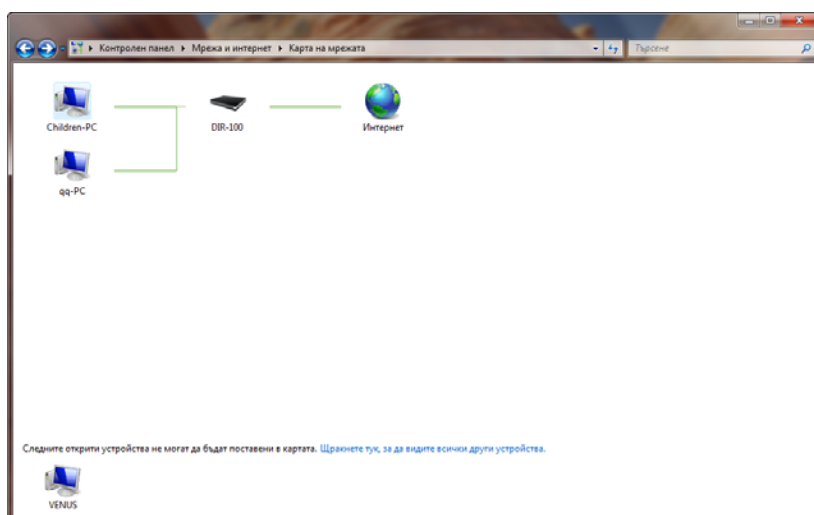 Контролен панел ▸ Мрежа и интернет ▸ Карта на мрежата
Търсене
Children-PC
DIR-100
Интернет
qq-PC
Следните открити устройства не могат да бъдат поставени в картата. Щракнете тук, за да видите всички други устройства.
VENUS